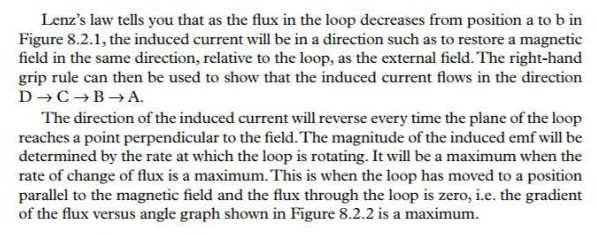 Lenz's law tells you that as the flux in the loop decreases from position a to b in
Figure 8.2.1, the induced current will be in a direction such as to restore a magnetic
field in the same direction, relative to the loop, as the external field. The right-hand
grip rule can then be used to show that the induced current flows in the direction
D → C → B → A.
The direction of the induced current will reverse every time the plane of the loop
reaches a point perpendicular to the field. The magnitude of the induced emf will be
determined by the rate at which the loop is rotating. It will be a maximum when the
rate of change of flux is a maximum. This is when the loop has moved to a position
parallel to the magnetic field and the flux through the loop is zero, i.e. the gradient
of the flux versus angle graph shown in Figure 8.2.2 is a maximum.